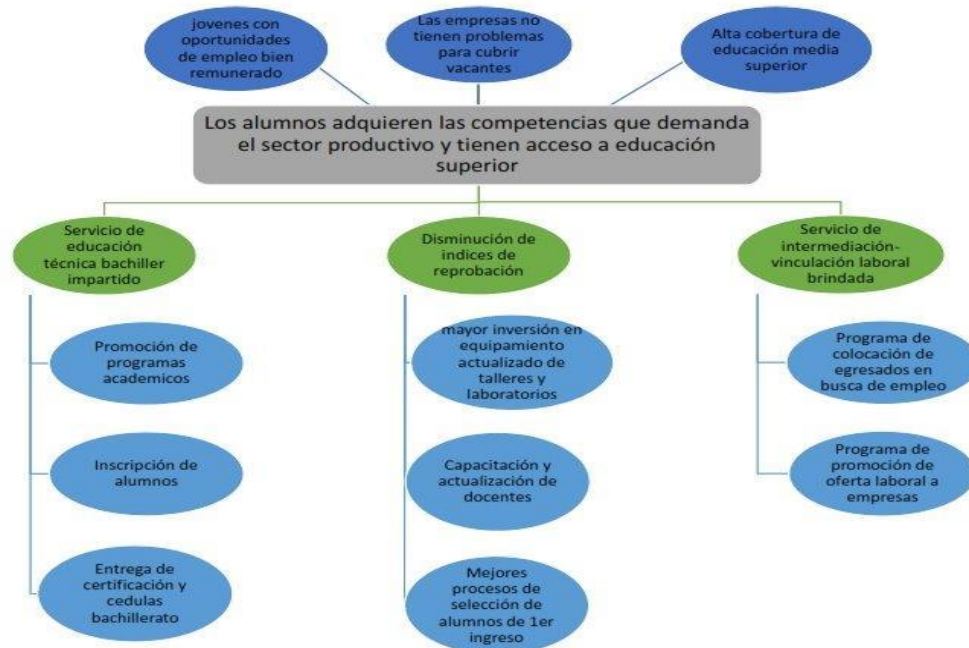 jovenes con
oportunidades
de empleo bien
remunerado
Las empresas no
tienen problemas
para cubrir
vacantes
Alta cobertura de
educación media
superior
Los alumnos adquieren las competencias que demanda
el sector productivo y tienen acceso a educación
superior
Servicio de
educación
técnica bachiller
impartido
Disminución de
indices de
reprobación
Servicio de
intermediación-
vinculación laboral
brindada
Promoción de
programas
academicos
mayor inversión en
equipamiento
actualizado de
talleres y
laboratorios
Programa de
colocación de
egresados en
busca de empleo
Inscripción de
alumnos
Capacitación y
actualización de
docentes
Programa de
promoción de
oferta laboral a
empresas
Entrega de
certificación y
cedulas
bachillerato
Mejores
procesos de
selección de
alumnos de 1er
ingreso